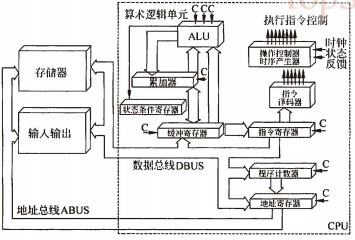 top5
算术逻辑单元
C CC
执行指令控制
ALU
操作控制器
时序产生器
时钟
状态
反馈
存储器
累加器
C
指令
译码器
状态条件寄存器
C
C
缓冲寄存器
指令寄存器
C
输入输出
数据总线DBUS
C
程序计数器
C
地址总线ABUS
地址寄存器
CPU